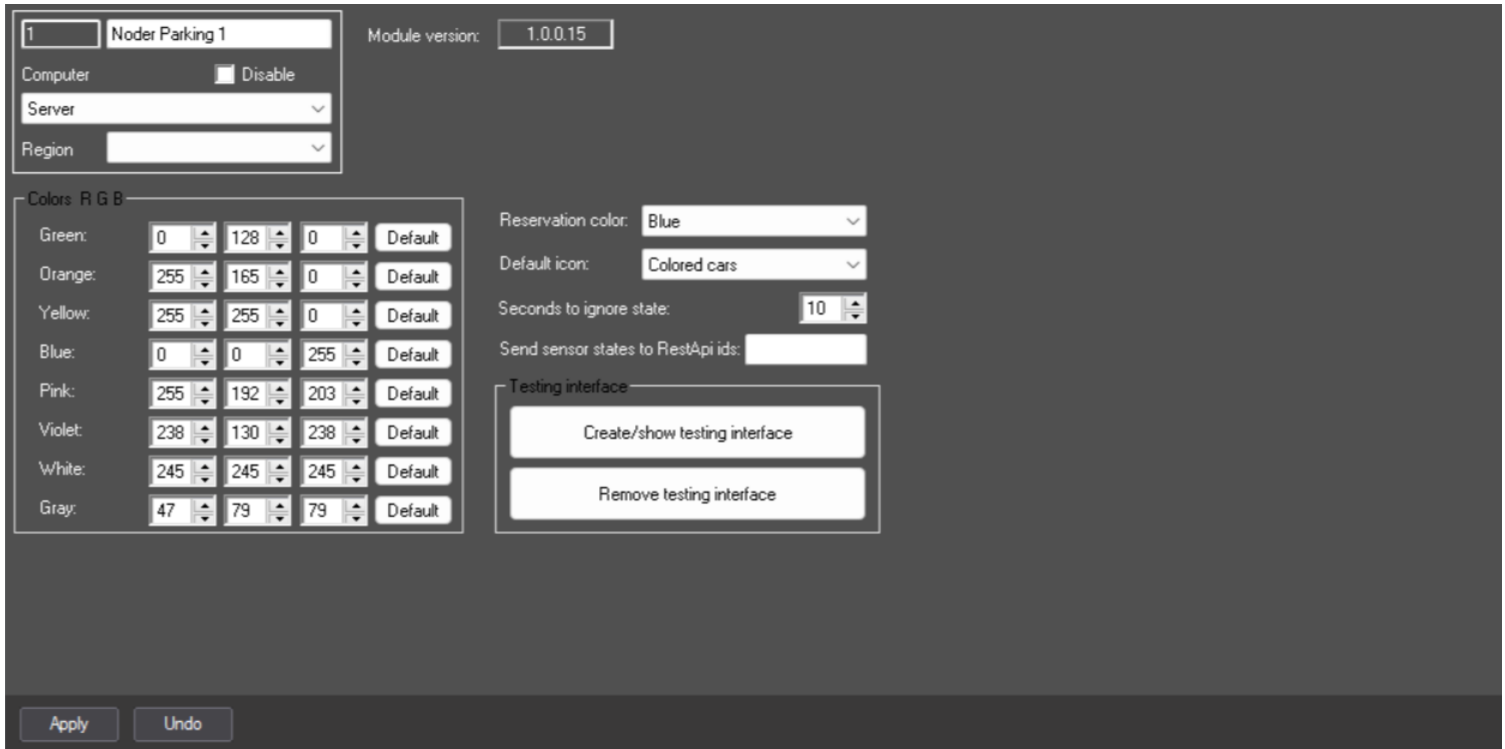 1 Noder Parking 1 Module version: 1.0.0.15
Computer Disable
Server
Region
Colors R G B
Green: 0 128 0 Default
Orange: 255 165 0 Default
Yellow: 255 255 0 Default
Blue: 0 0 255 Default
Pink: 255 192 203 Default
Violet: 238 130 238 Default
White: 245 245 245 Default
Gray: 47 79 79 Default
Reservation color: Blue
Default icon: Colored cars
Seconds to ignore state: 10
Send sensor states to RestApi ids:
Testing interface
Create/show testing interface
Remove testing interface
Apply Undo